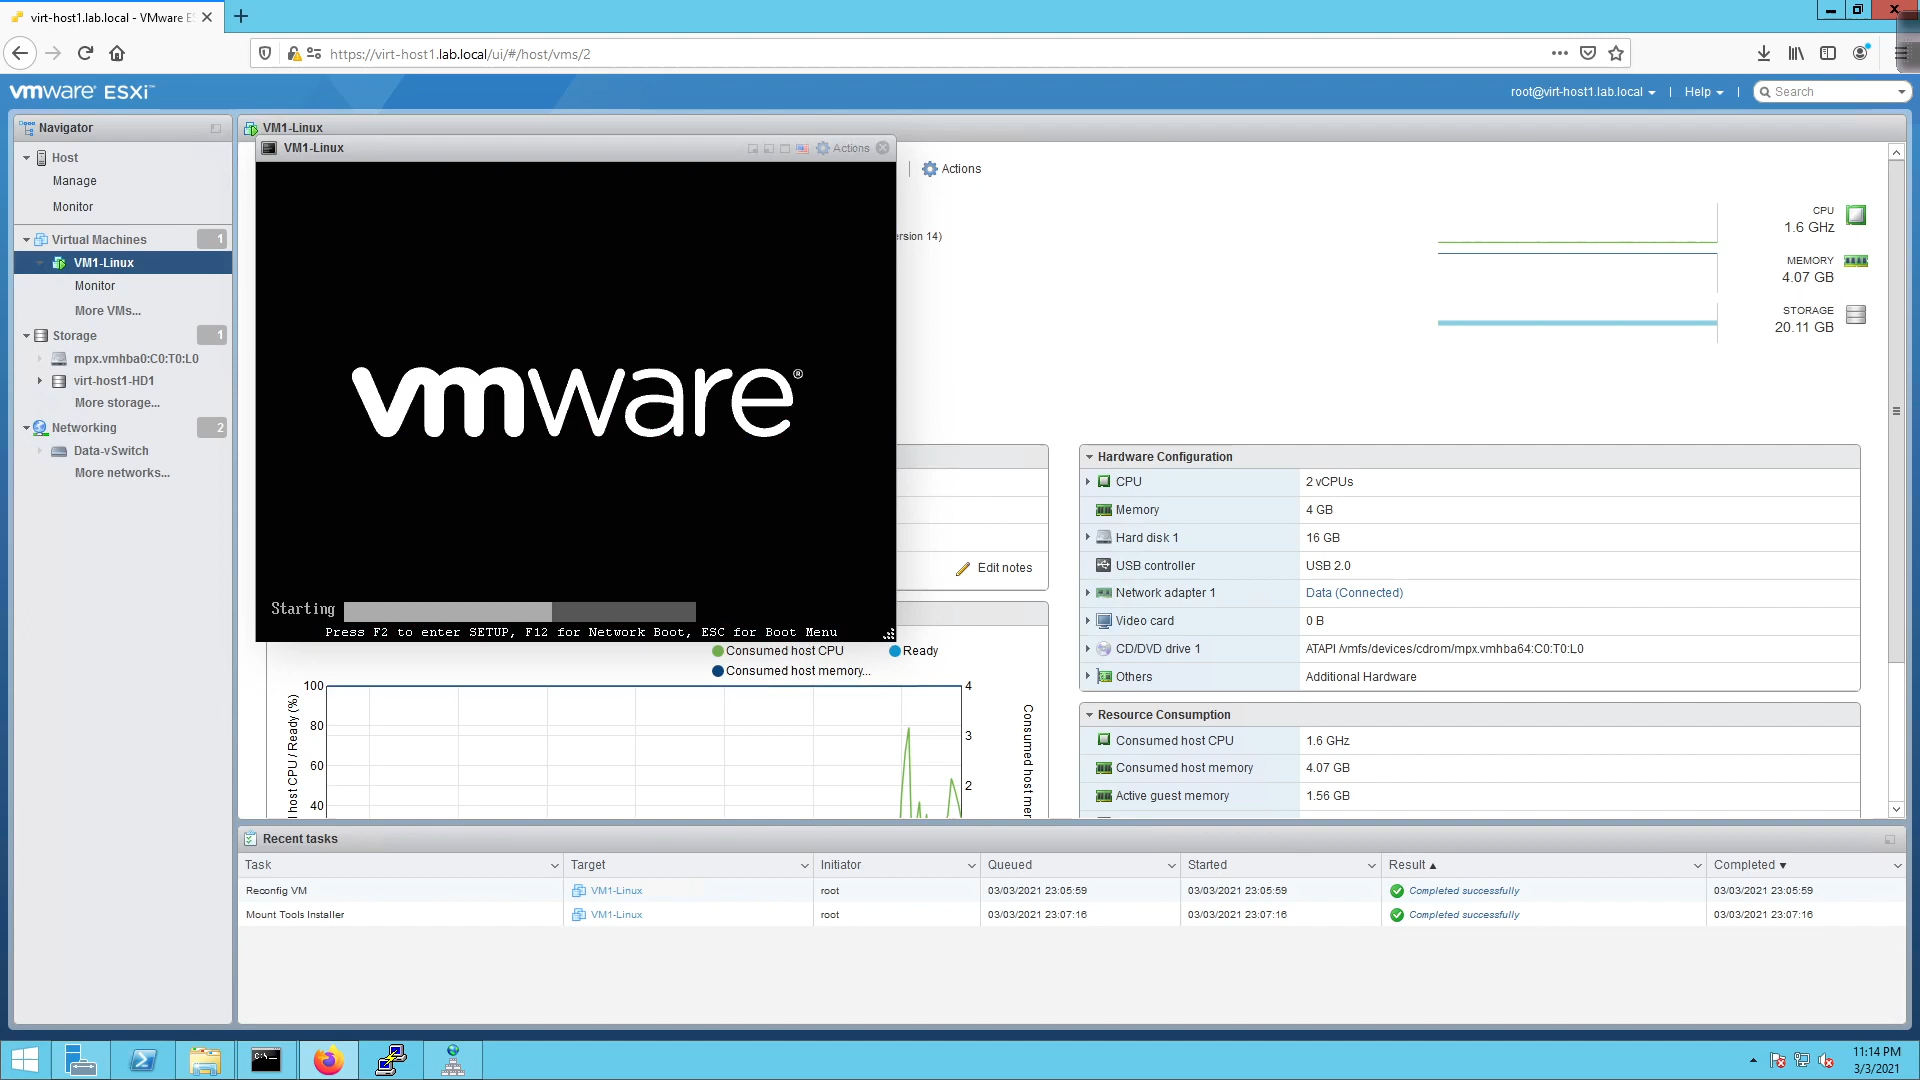 virt-host1.lab.local - VMware ES
https://virt-host1.lab.local/ui/#/host/vms/2
vmware ESXi™
root@virt-host1.lab.local
Help
Search
Navigator
Host
Manage
Monitor
Virtual Machines 1
VM1-Linux
Monitor
More VMs...
Storage 1
mpx.vmhba0:C0:T0:L0
virt-host1-HD1
More storage...
Networking 2
Data-vSwitch
More networks...
VM1-Linux
VM1-Linux
Actions
vmware®
Starting
Press F2 to enter SETUP, F12 for Network Boot, ESC for Boot Menu
Actions
ersion 14)
CPU
1.6 GHz
MEMORY
4.07 GB
STORAGE
20.11 GB
Edit notes
Consumed host CPU
Ready
Consumed host memory...
100
80
60
40
4
3
2
host CPU / Ready (%)
Consumed host mer
Hardware Configuration
CPU 2 vCPUs
Memory 4 GB
Hard disk 1 16 GB
USB controller USB 2.0
Network adapter 1 Data (Connected)
Video card 0 B
CD/DVD drive 1 ATAPI /vmfs/devices/cdrom/mpx.vmhba64:C0:T0:L0
Others Additional Hardware
Resource Consumption
Consumed host CPU 1.6 GHz
Consumed host memory 4.07 GB
Active guest memory 1.56 GB
Recent tasks
Task Target Initiator Queued Started Result Completed
Reconfig VM VM1-Linux root 03/03/2021 23:05:59 03/03/2021 23:05:59 Completed successfully 03/03/2021 23:05:59
Mount Tools Installer VM1-Linux root 03/03/2021 23:07:16 03/03/2021 23:07:16 Completed successfully 03/03/2021 23:07:16
C:\_
11:14 PM
3/3/2021